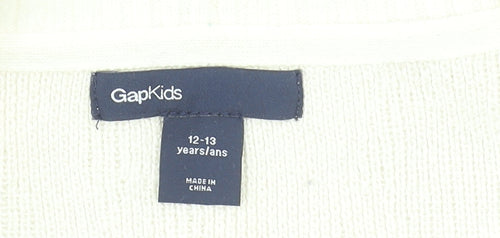 GapKids
12-13
years/ans
MADE IN
CHINA